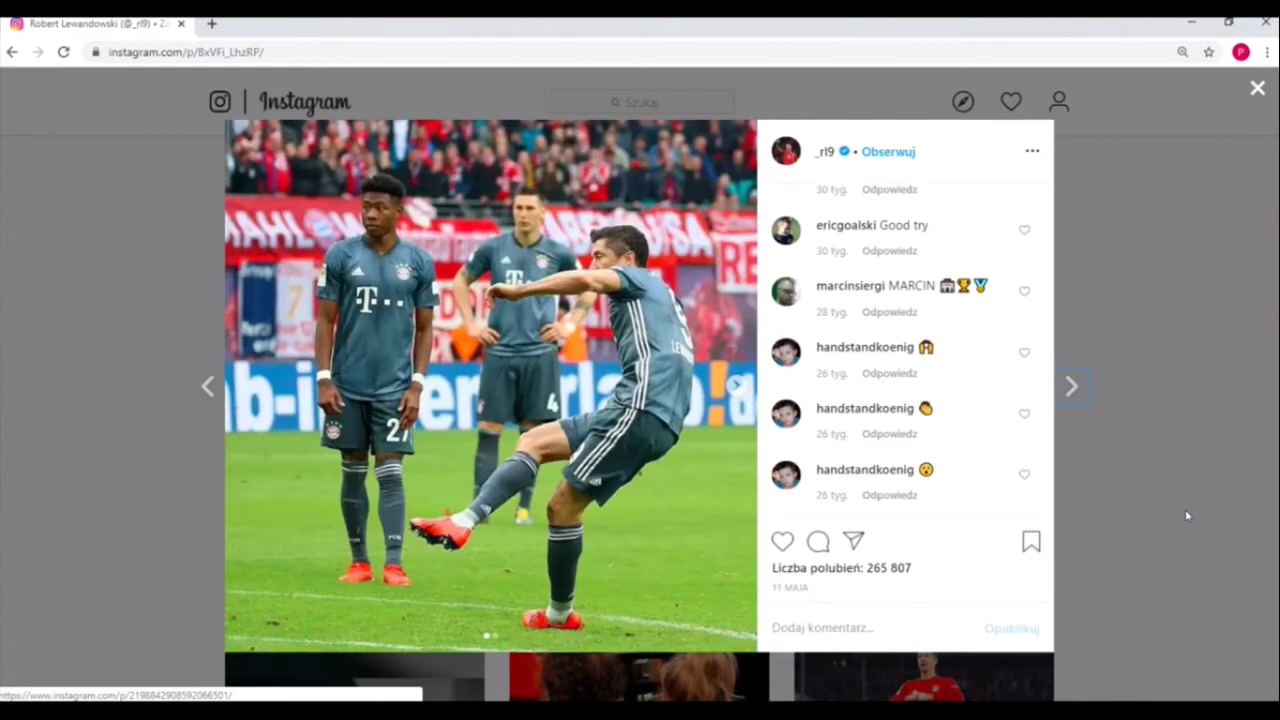 Robert Lewandowski (@_rl9) • Z
instagram.com/p/BxVFi_LhzRP/
P
Instagram
Szukaj
_rl9 • Obserwuj
30 tyg. Odpowiedz
ericgoalski Good try
30 tyg. Odpowiedz
marcinsiergi MARCIN 🏟🏆🏅
28 tyg. Odpowiedz
handstandkoenig 🙌
26 tyg. Odpowiedz
handstandkoenig 👏
26 tyg. Odpowiedz
handstandkoenig 😮
26 tyg. Odpowiedz
Liczba polubień: 265 807
11 MAJA
Dodaj komentarz...
Opublikuj
T
T
27
4
https://www.instagram.com/p/2198842908592066501/